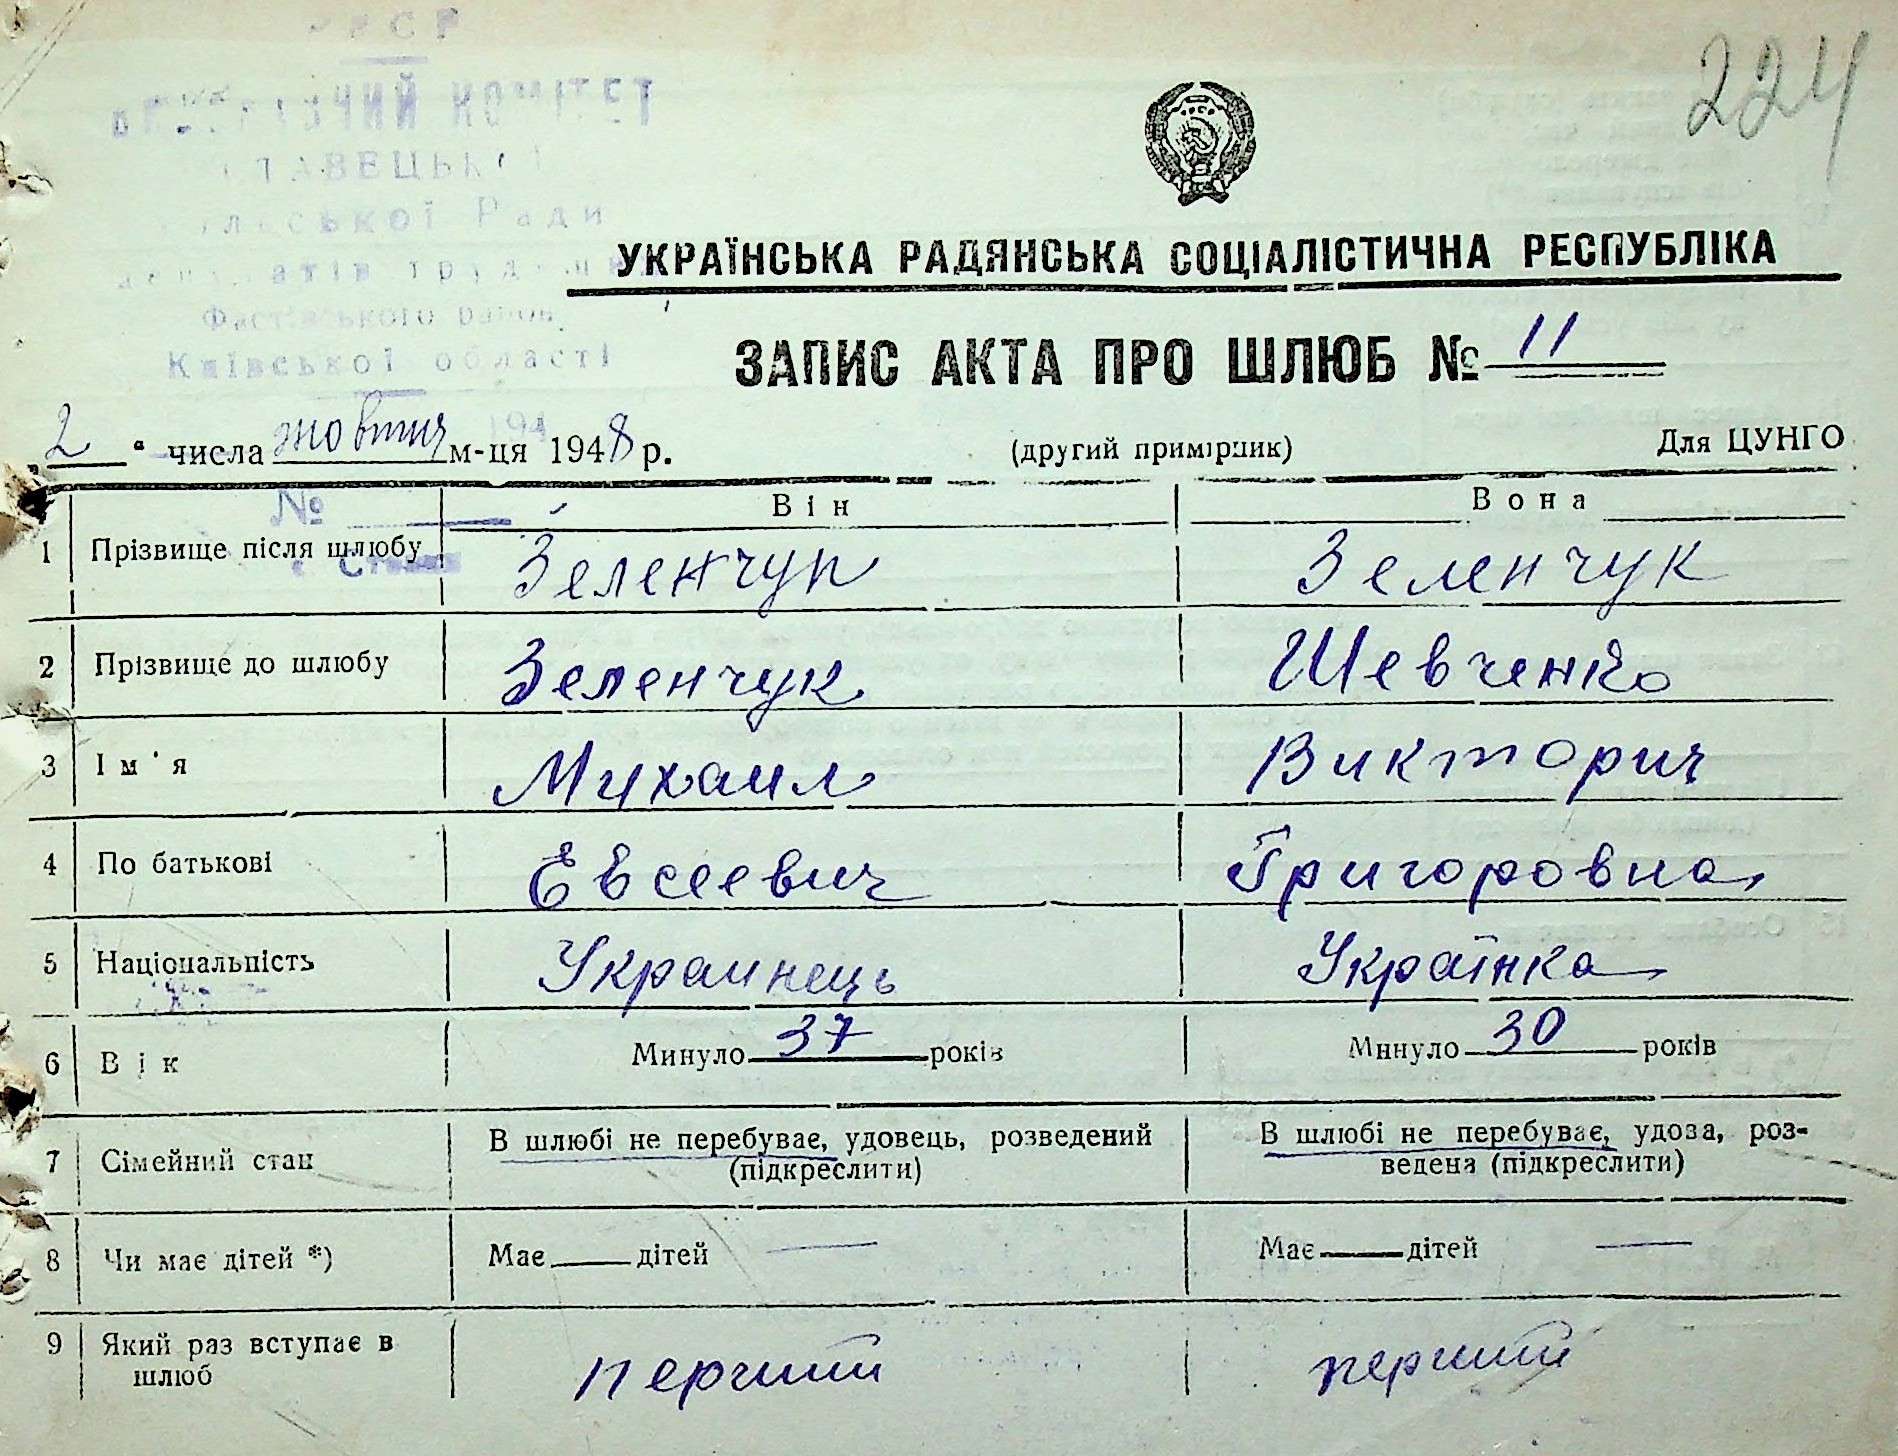 224
УКРАЇНСЬКА РАДЯНСЬКА СОЦІАЛІСТИЧНА РЕСПУБЛІКА
КОМІТЕТ
Ради
Київської області
ЗАПИС АКТА ПРО ШЛЮБ № 11
„2“ числа жовтня м-ця 1948 р. (другий примірник) Для ЦУНГО
№
Він Вона
1 Прізвище після шлюбу Зеленчук Зеленчук
2 Прізвище до шлюбу Зеленчук Шевченко
3 Ім'я Михаил Виктория
4 По батькові Евсеевич Григоровна
5 Національність Украинець Українка
6 Вік Минуло 37 років Минуло 30 років
7 Сімейний стан В шлюбі не перебуває, удовець, розведений (підкреслити) В шлюбі не перебуває, удова, розведена (підкреслити)
8 Чи має дітей *) Має — дітей — Має — дітей —
9 Який раз вступає в шлюб перший перший